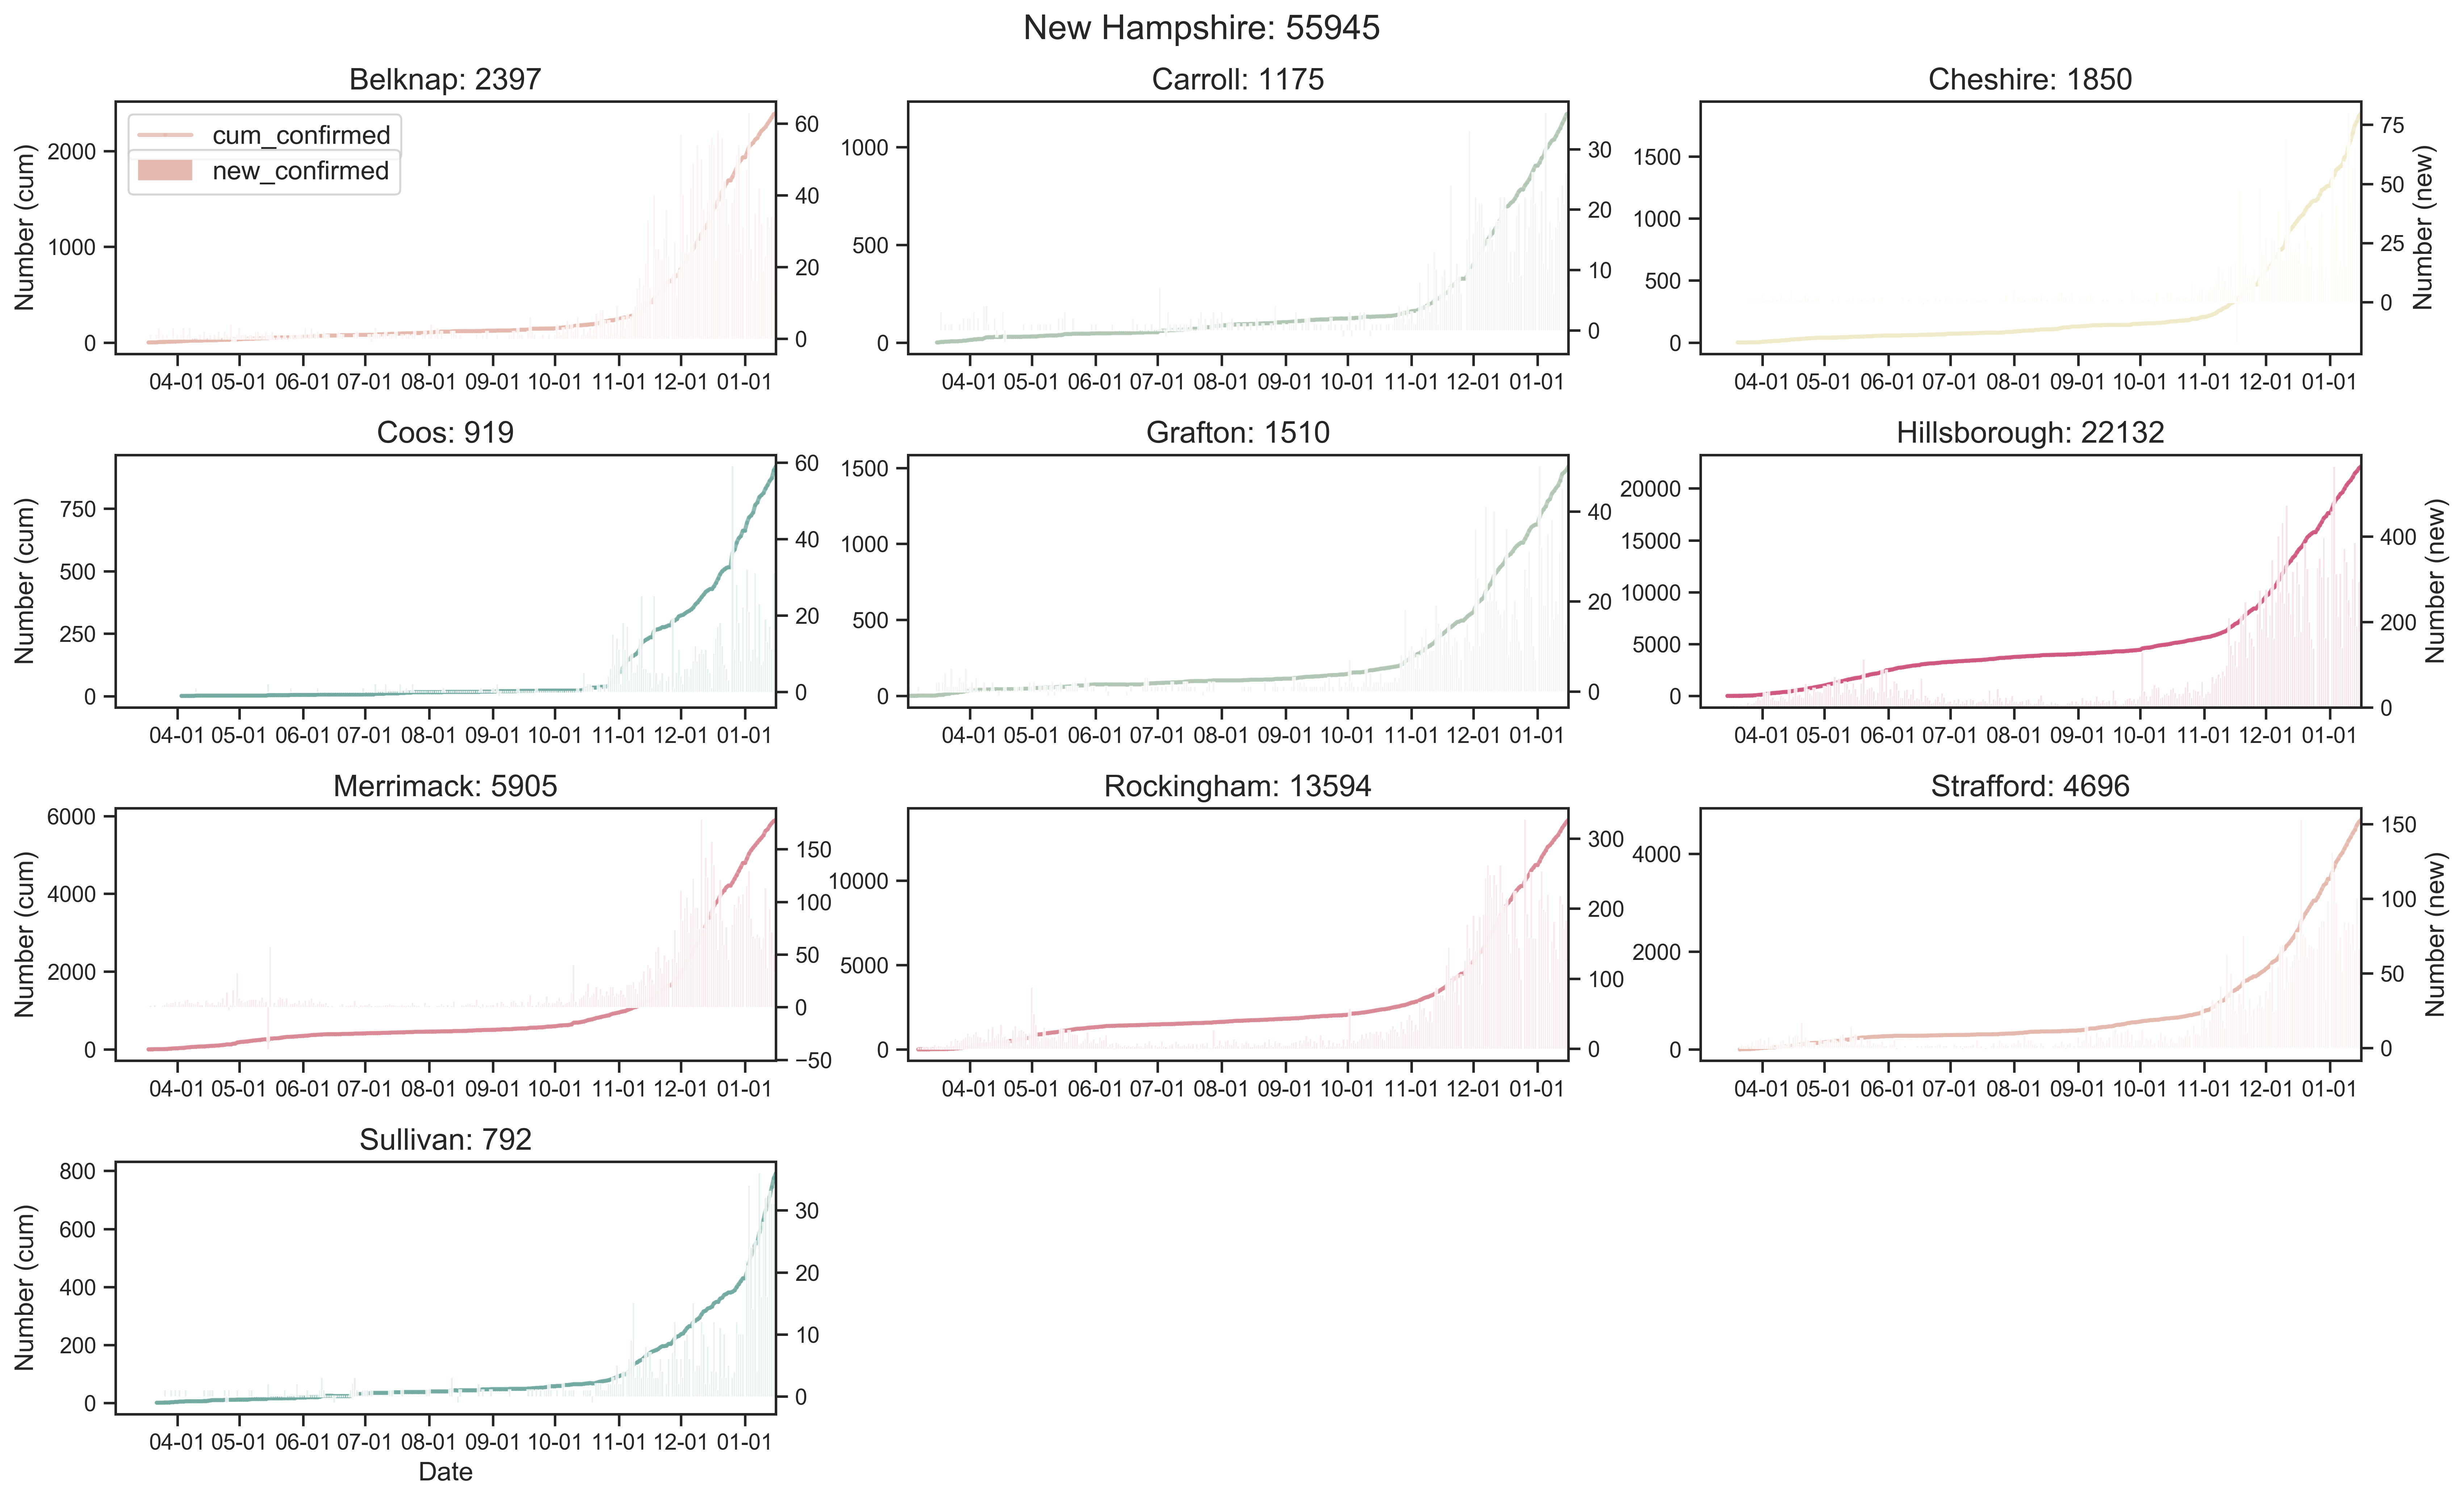 New Hampshire: 55945
Belknap: 2397
Number (cum)
2000
1000
0
cum_confirmed
new_confirmed
60
40
20
0
04-01 05-01 06-01 07-01 08-01 09-01 10-01 11-01 12-01 01-01
Carroll: 1175
1000
500
0
30
20
10
0
04-01 05-01 06-01 07-01 08-01 09-01 10-01 11-01 12-01 01-01
Cheshire: 1850
1500
1000
500
0
75
50
25
0
Number (new)
04-01 05-01 06-01 07-01 08-01 09-01 10-01 11-01 12-01 01-01
Coos: 919
Number (cum)
750
500
250
0
60
40
20
0
04-01 05-01 06-01 07-01 08-01 09-01 10-01 11-01 12-01 01-01
Grafton: 1510
1500
1000
500
0
40
20
0
04-01 05-01 06-01 07-01 08-01 09-01 10-01 11-01 12-01 01-01
Hillsborough: 22132
20000
15000
10000
5000
0
400
200
0
Number (new)
04-01 05-01 06-01 07-01 08-01 09-01 10-01 11-01 12-01 01-01
Merrimack: 5905
Number (cum)
6000
4000
2000
0
150
100
50
0
−50
04-01 05-01 06-01 07-01 08-01 09-01 10-01 11-01 12-01 01-01
Rockingham: 13594
10000
5000
0
300
200
100
0
04-01 05-01 06-01 07-01 08-01 09-01 10-01 11-01 12-01 01-01
Strafford: 4696
4000
2000
0
150
100
50
0
Number (new)
04-01 05-01 06-01 07-01 08-01 09-01 10-01 11-01 12-01 01-01
Sullivan: 792
Number (cum)
800
600
400
200
0
30
20
10
0
04-01 05-01 06-01 07-01 08-01 09-01 10-01 11-01 12-01 01-01
Date